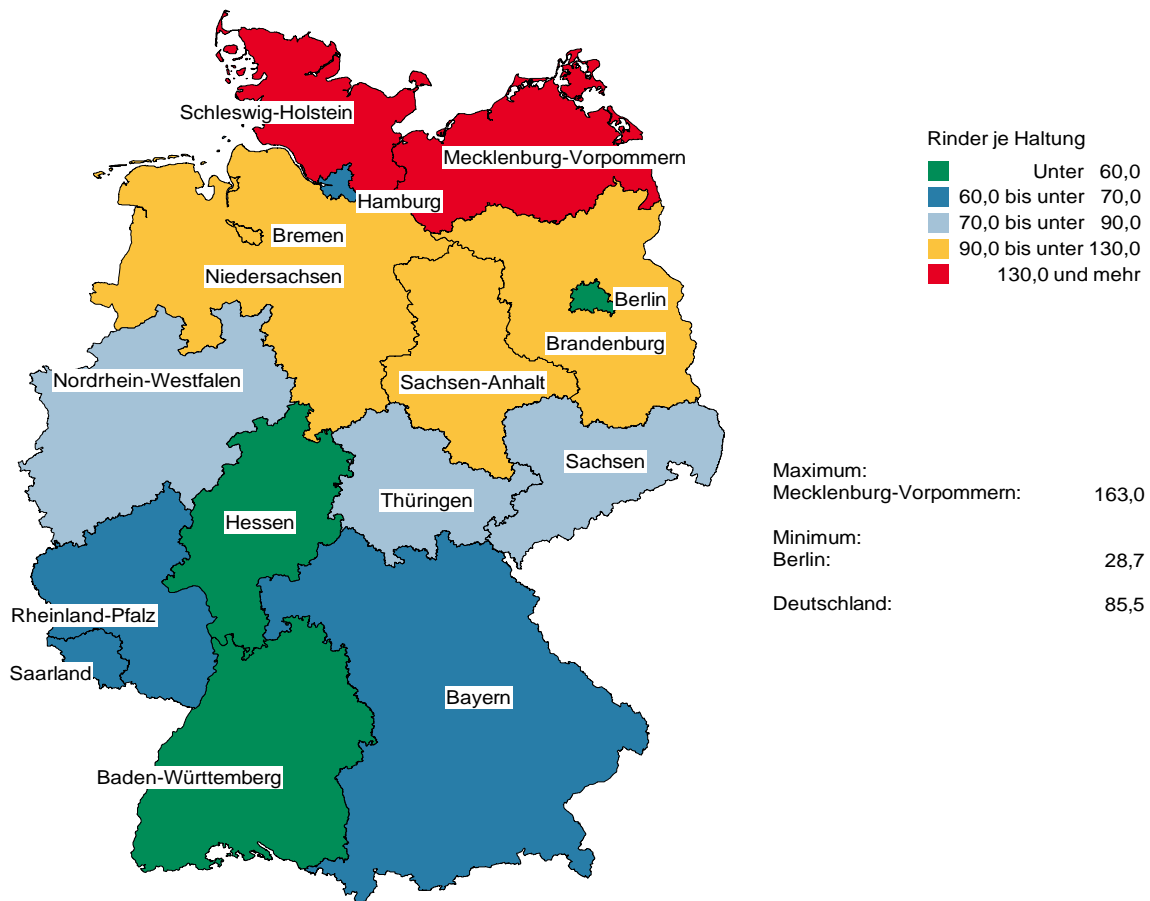 Schleswig-Holstein
Mecklenburg-Vorpommern
Hamburg
Bremen
Niedersachsen
Berlin
Brandenburg
Nordrhein-Westfalen
Sachsen-Anhalt
Sachsen
Thüringen
Hessen
Rheinland-Pfalz
Saarland
Bayern
Baden-Württemberg
Rinder je Haltung
Unter 60,0
60,0 bis unter 70,0
70,0 bis unter 90,0
90,0 bis unter 130,0
130,0 und mehr
Maximum:
Mecklenburg-Vorpommern: 163,0
Minimum:
Berlin: 28,7
Deutschland: 85,5